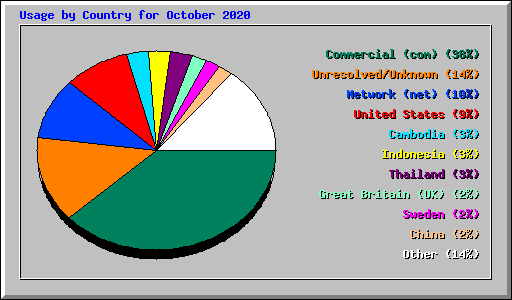 Usage by Country for October 2020
Commercial (com) (38%)
Unresolved/Unknown (14%)
Network (net) (10%)
United States (9%)
Cambodia (3%)
Indonesia (3%)
Thailand (3%)
Great Britain (UK) (2%)
Sweden (2%)
China (2%)
Other (14%)